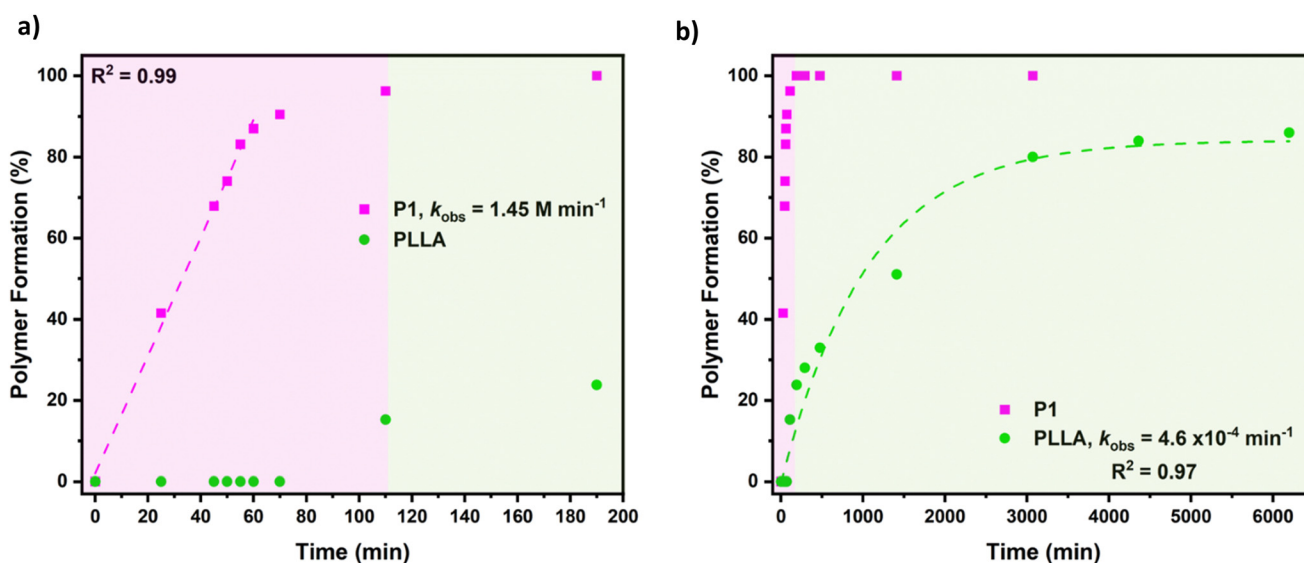 a)
R² = 0.99
100
80
60
40
20
0
Polymer Formation (%)
P1, k_obs = 1.45 M min⁻¹
PLLA
0 20 40 60 80 100 120 140 160 180 200
Time (min)
b)
100
80
60
40
20
0
Polymer Formation (%)
P1
PLLA, k_obs = 4.6 x10⁻⁴ min⁻¹
R² = 0.97
0 1000 2000 3000 4000 5000 6000
Time (min)